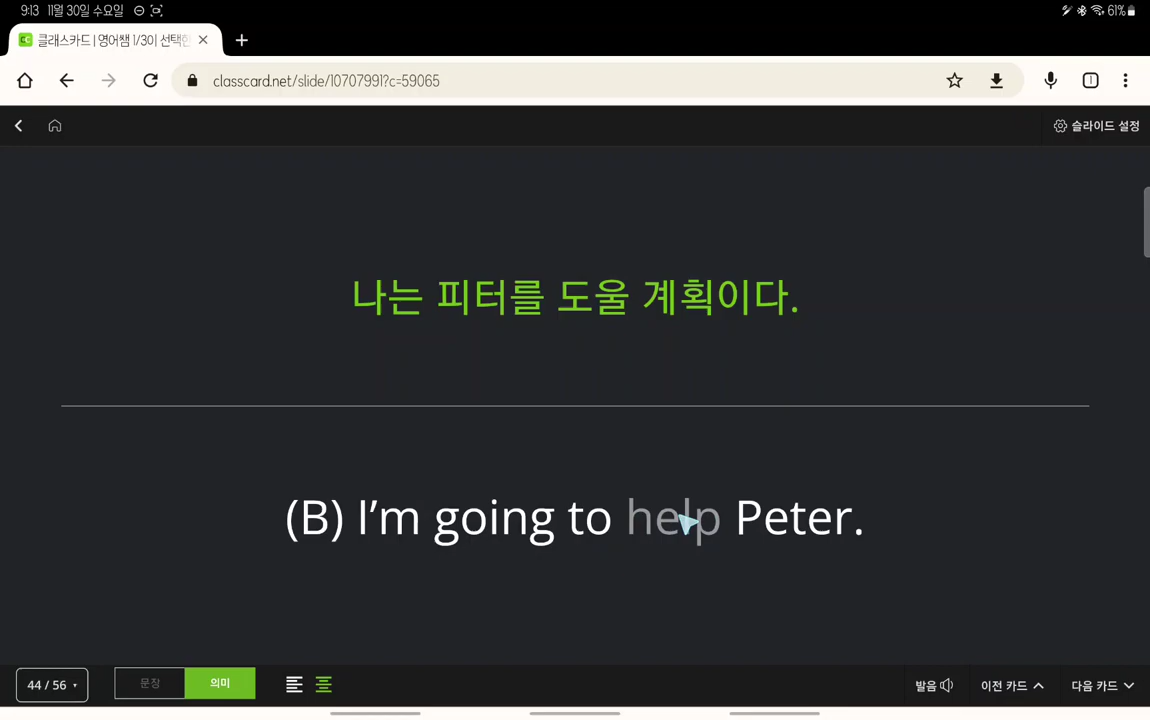 9:13 11월 30일 수요일
61%
클래스카드 | 영어쌤 1/3이 선택한
classcard.net/slide/10707991?c=59065
슬라이드 설정
나는 피터를 도울 계획이다.
(B) I’m going to help Peter.
44 / 56
문장 의미
발음 이전 카드 다음 카드